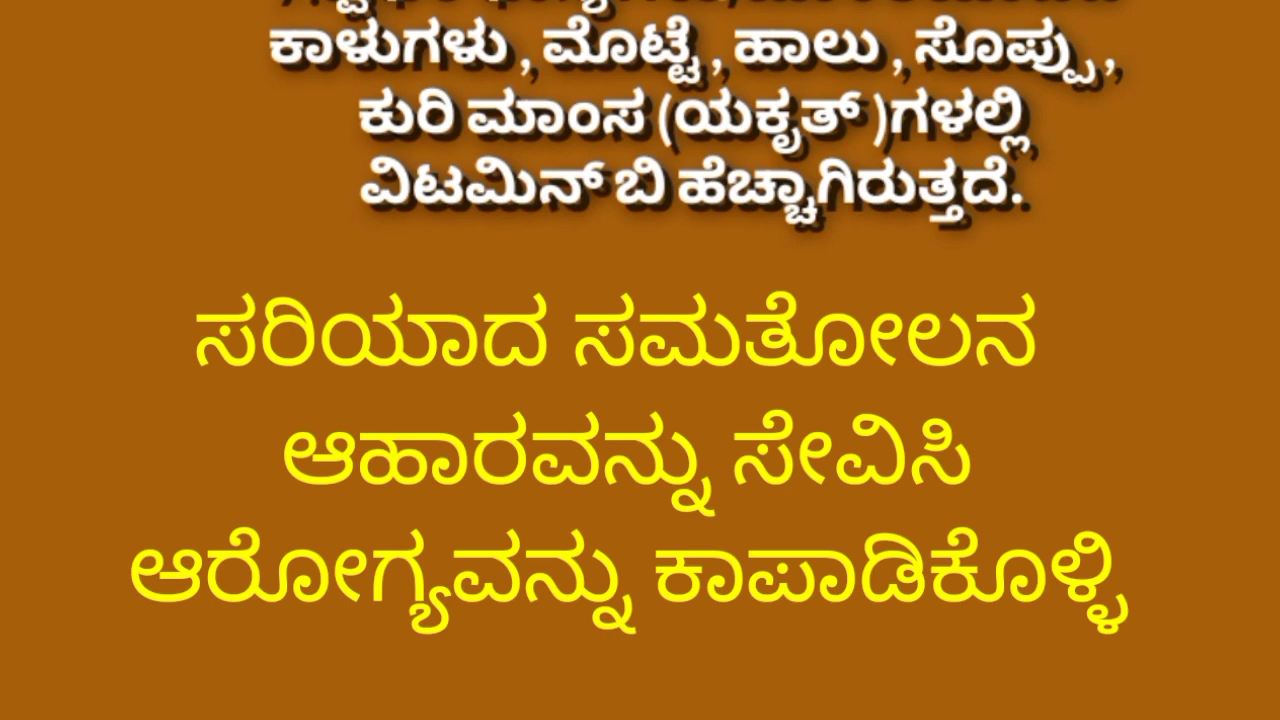 ಕಾಳುಗಳು , ಮೊಟ್ಟೆ , ಹಾಲು , ಸೊಪ್ಪು ,
ಕುರಿ ಮಾಂಸ (ಯಕೃತ್ )ಗಳಲ್ಲಿ
ವಿಟಮಿನ್ ಬಿ ಹೆಚ್ಚಾಗಿರುತ್ತದೆ.
ಸರಿಯಾದ ಸಮತೋಲನ
ಆಹಾರವನ್ನು ಸೇವಿಸಿ
ಆರೋಗ್ಯವನ್ನು ಕಾಪಾಡಿಕೊಳ್ಳಿ